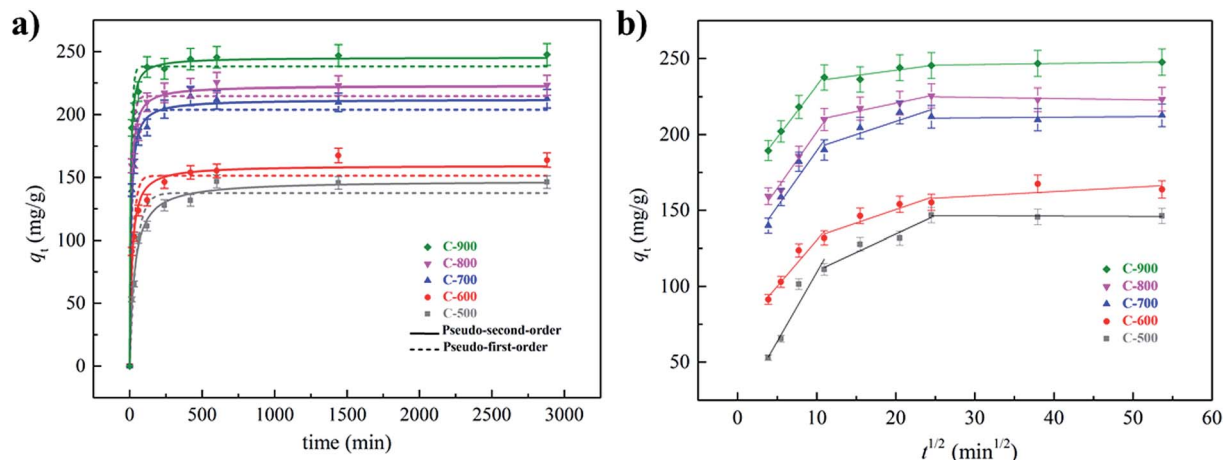 a)
250
200
150
100
50
0
qt (mg/g)
C-900
C-800
C-700
C-600
C-500
Pseudo-second-order
Pseudo-first-order
0 500 1000 1500 2000 2500 3000
time (min)
b)
250
200
150
100
50
qt (mg/g)
C-900
C-800
C-700
C-600
C-500
0 10 20 30 40 50 60
t^1/2 (min^1/2)